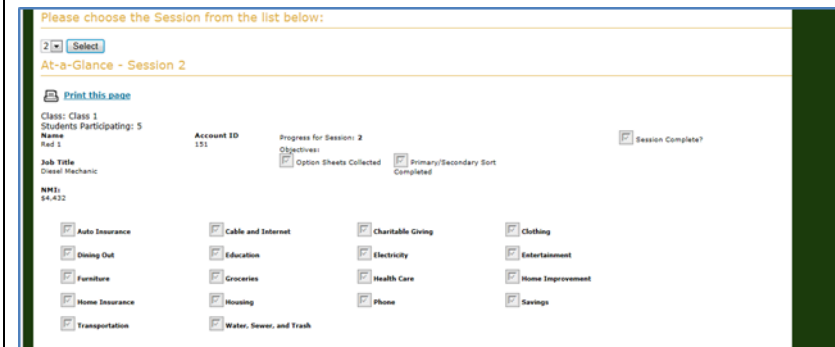 Please choose the Session from the list below:
2 Select
At-a-Glance - Session 2
Print this page
Class: Class 1
Students Participating: 5
Name Account ID Progress for Session: 2 Session Complete?
Red 1 151 Objectives:
Option Sheets Collected Primary/Secondary Sort Completed
Job Title
Diesel Mechanic
NMI:
$4,432
Auto Insurance Cable and Internet Charitable Giving Clothing
Dining Out Education Electricity Entertainment
Furniture Groceries Health Care Home Improvement
Home Insurance Housing Phone Savings
Transportation Water, Sewer, and Trash